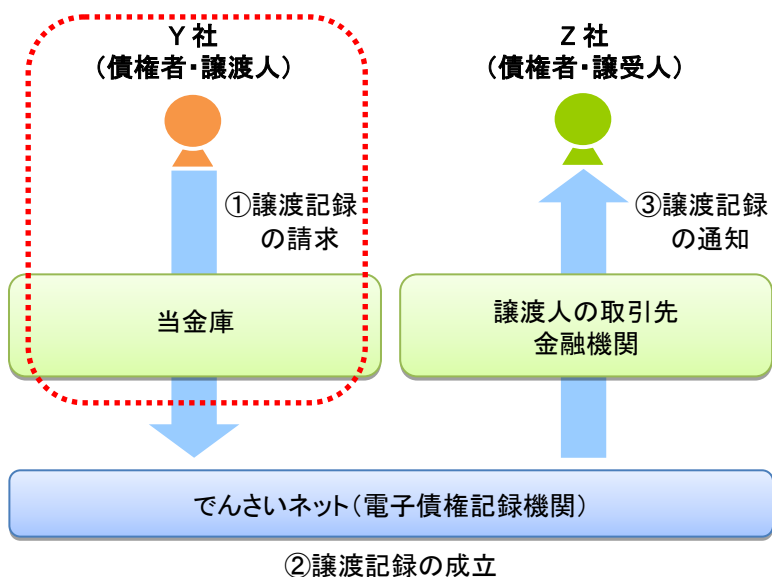 Y 社
（債権者・譲渡人）
Z 社
（債権者・譲受人）
①譲渡記録
の請求
③譲渡記録
の通知
当金庫
譲渡人の取引先
金融機関
でんさいネット（電子債権記録機関）
②譲渡記録の成立